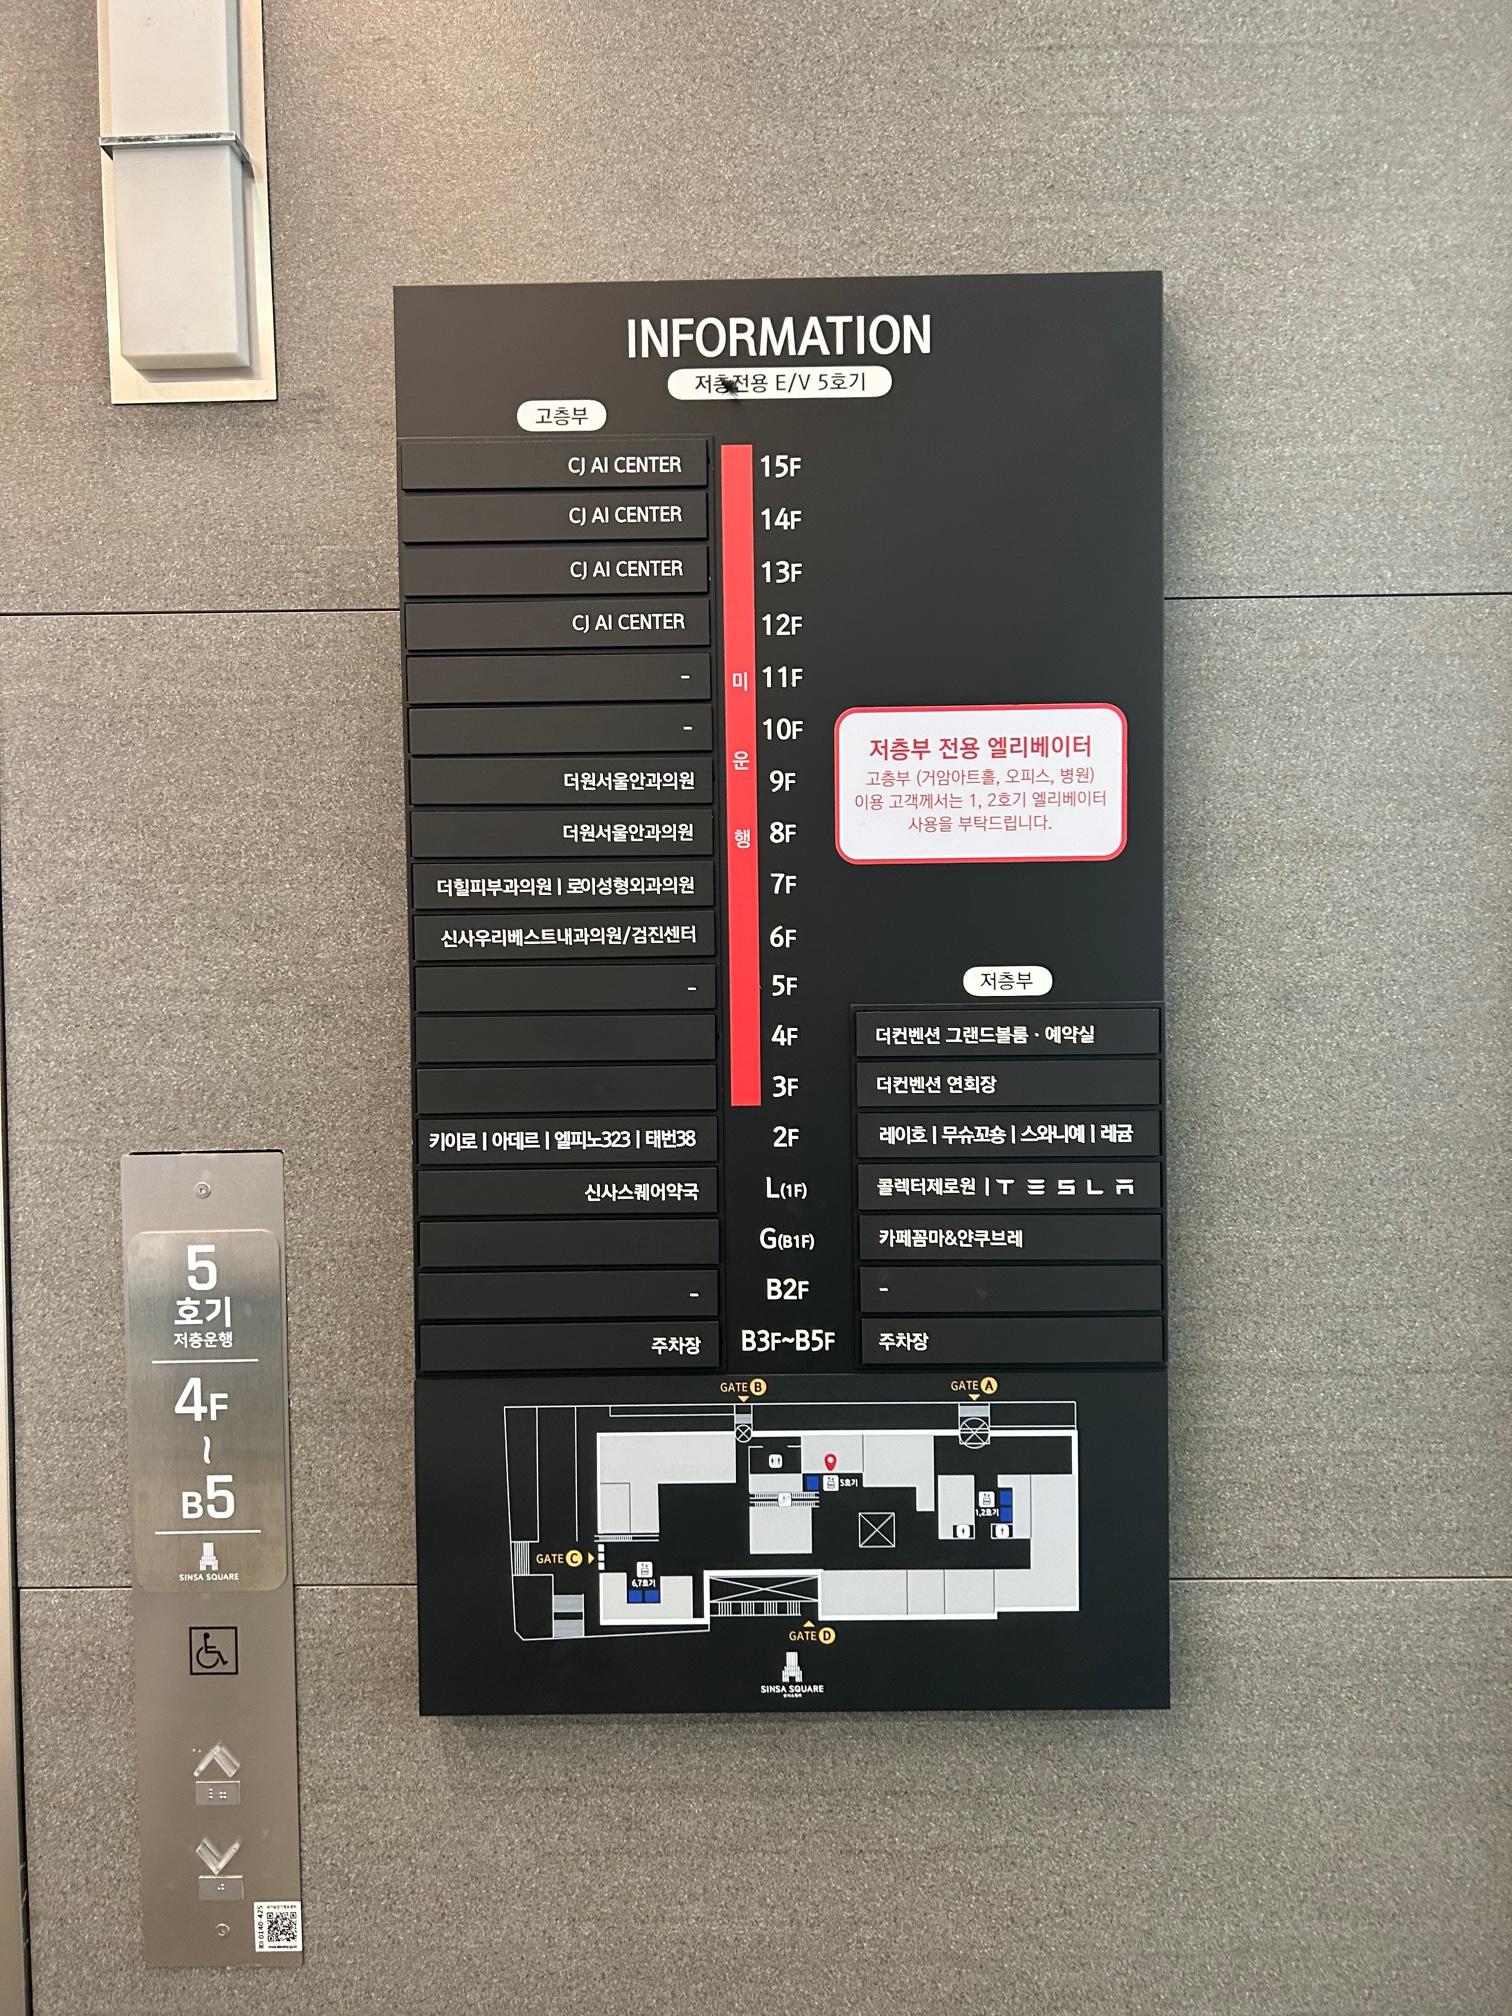 INFORMATION
저층전용 E/V 5호기
고층부
CJ AI CENTER 15F
CJ AI CENTER 14F
CJ AI CENTER 13F
CJ AI CENTER 12F
- 11F
- 10F
더원서울안과의원 9F
더원서울안과의원 8F
더힐피부과의원 | 로이성형외과의원 7F
신사우리베스트내과의원/검진센터 6F
- 5F
미운행
저층부 전용 엘리베이터
고층부 (거암아트홀, 오피스, 병원)
이용 고객께서는 1, 2호기 엘리베이터
사용을 부탁드립니다.
저층부
4F 더컨벤션 그랜드볼룸 · 예약실
3F 더컨벤션 연회장
키이로 | 아데르 | 엘피노323 | 태번38 2F 레이호 | 무슈꼬숑 | 스와니예 | 레귬
신사스퀘어약국 L(1F) 콜렉터제로원 | TESLA
G(B1F) 카페꼼마&얀쿠브레
- B2F -
주차장 B3F~B5F 주차장
GATE B
GATE A
5호기
1,2호기
GATE C
6,7호기
GATE D
SINSA SQUARE
신사스퀘어
5
호기
저층운행
4F
~
B5
SINSA SQUARE
0140-425